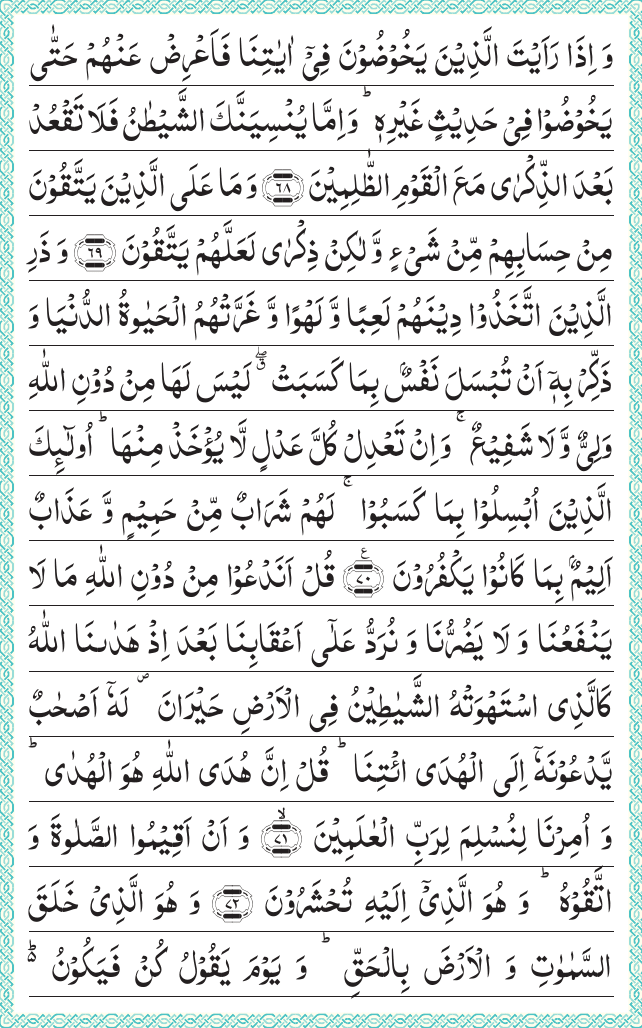 وَ اِذَا رَاَیْتَ الَّذِیْنَ یَخُوْضُوْنَ فِیْۤ اٰیٰتِنَا فَاَعْرِضْ عَنْهُمْ حَتّٰی
یَخُوْضُوْا فِیْ حَدِیْثٍ غَیْرِهٖ ؕ وَ اِمَّا یُنْسِیَنَّكَ الشَّیْطٰنُ فَلَا تَقْعُدْ
بَعْدَ الذِّكْرٰی مَعَ الْقَوْمِ الظّٰلِمِیْنَ ﴿۶۸﴾ وَ مَا عَلَی الَّذِیْنَ یَتَّقُوْنَ
مِنْ حِسَابِهِمْ مِّنْ شَیْءٍ وَّ لٰكِنْ ذِكْرٰی لَعَلَّهُمْ یَتَّقُوْنَ ﴿۶۹﴾ وَ ذَرِ
الَّذِیْنَ اتَّخَذُوْا دِیْنَهُمْ لَعِبًا وَّ لَهْوًا وَّ غَرَّتْهُمُ الْحَیٰوةُ الدُّنْیَا وَ
ذَكِّرْ بِهٖۤ اَنْ تُبْسَلَ نَفْسٌۢ بِمَا كَسَبَتْ ۖۗ لَیْسَ لَهَا مِنْ دُوْنِ اللّٰهِ
وَلِیٌّ وَّ لَا شَفِیْعٌ ۚ وَ اِنْ تَعْدِلْ كُلَّ عَدْلٍ لَّا یُؤْخَذْ مِنْهَا ؕ اُولٰٓىِٕكَ
الَّذِیْنَ اُبْسِلُوْا بِمَا كَسَبُوْا ۚ لَهُمْ شَرَابٌ مِّنْ حَمِیْمٍ وَّ عَذَابٌ
اَلِیْمٌۢ بِمَا كَانُوْا یَكْفُرُوْنَ ﴿۷۰﴾ ع قُلْ اَنَدْعُوْا مِنْ دُوْنِ اللّٰهِ مَا لَا
یَنْفَعُنَا وَ لَا یَضُرُّنَا وَ نُرَدُّ عَلٰۤی اَعْقَابِنَا بَعْدَ اِذْ هَدٰىنَا اللّٰهُ
كَالَّذِی اسْتَهْوَتْهُ الشَّیٰطِیْنُ فِی الْاَرْضِ حَیْرَانَ ۪ لَهٗۤ اَصْحٰبٌ
یَّدْعُوْنَهٗۤ اِلَی الْهُدَی ائْتِنَا ؕ قُلْ اِنَّ هُدَی اللّٰهِ هُوَ الْهُدٰی ؕ
وَ اُمِرْنَا لِنُسْلِمَ لِرَبِّ الْعٰلَمِیْنَ ﴿۷۱﴾ ۙ وَ اَنْ اَقِیْمُوا الصَّلٰوةَ وَ
اتَّقُوْهُ ؕ وَ هُوَ الَّذِیْۤ اِلَیْهِ تُحْشَرُوْنَ ﴿۷۲﴾ وَ هُوَ الَّذِیْ خَلَقَ
السَّمٰوٰتِ وَ الْاَرْضَ بِالْحَقِّ ؕ وَ یَوْمَ یَقُوْلُ كُنْ فَیَكُوْنُ ؕ۬